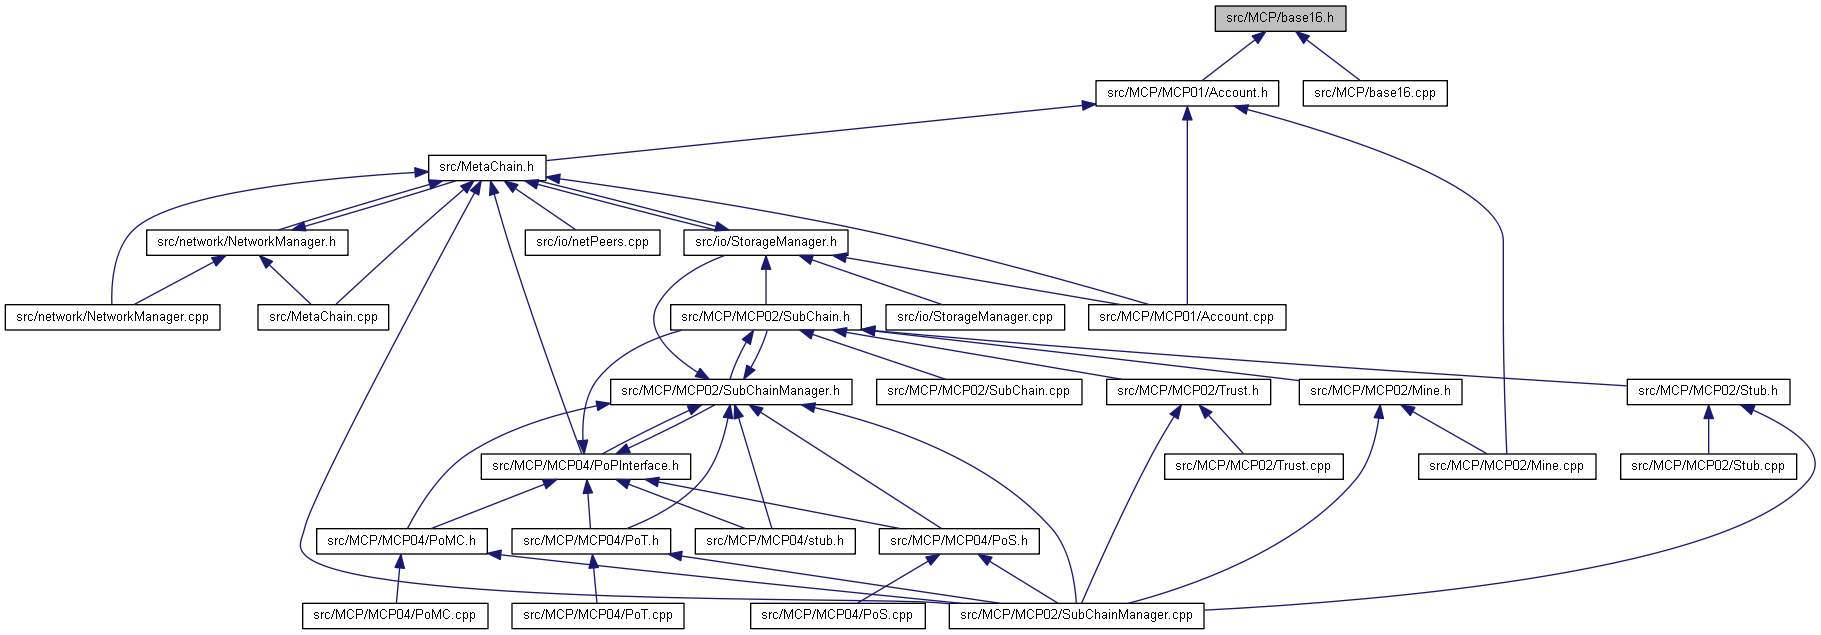 src/MCP/base16.h
src/MCP/MCP01/Account.h
src/MCP/base16.cpp
src/MetaChain.h
src/network/NetworkManager.h
src/io/netPeers.cpp
src/io/StorageManager.h
src/network/NetworkManager.cpp
src/MetaChain.cpp
src/MCP/MCP02/SubChain.h
src/io/StorageManager.cpp
src/MCP/MCP01/Account.cpp
src/MCP/MCP02/SubChainManager.h
src/MCP/MCP02/SubChain.cpp
src/MCP/MCP02/Trust.h
src/MCP/MCP02/Mine.h
src/MCP/MCP02/Stub.h
src/MCP/MCP04/PoPInterface.h
src/MCP/MCP02/Trust.cpp
src/MCP/MCP02/Mine.cpp
src/MCP/MCP02/Stub.cpp
src/MCP/MCP04/PoMC.h
src/MCP/MCP04/PoT.h
src/MCP/MCP04/stub.h
src/MCP/MCP04/PoS.h
src/MCP/MCP04/PoMC.cpp
src/MCP/MCP04/PoT.cpp
src/MCP/MCP04/PoS.cpp
src/MCP/MCP02/SubChainManager.cpp